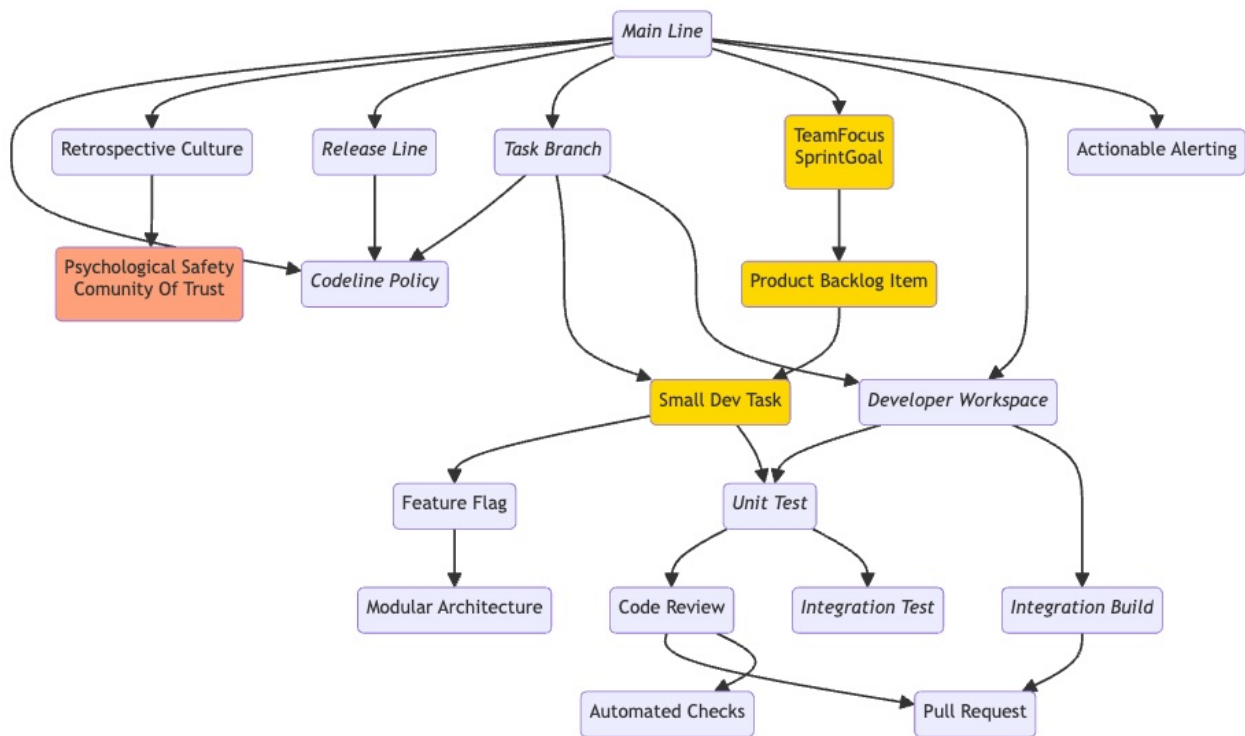 Main Line
Retrospective Culture
Release Line
Task Branch
TeamFocus
SprintGoal
Actionable Alerting
Psychological Safety
Comunity Of Trust
Codeline Policy
Product Backlog Item
Small Dev Task
Developer Workspace
Feature Flag
Unit Test
Modular Architecture
Code Review
Integration Test
Integration Build
Automated Checks
Pull Request